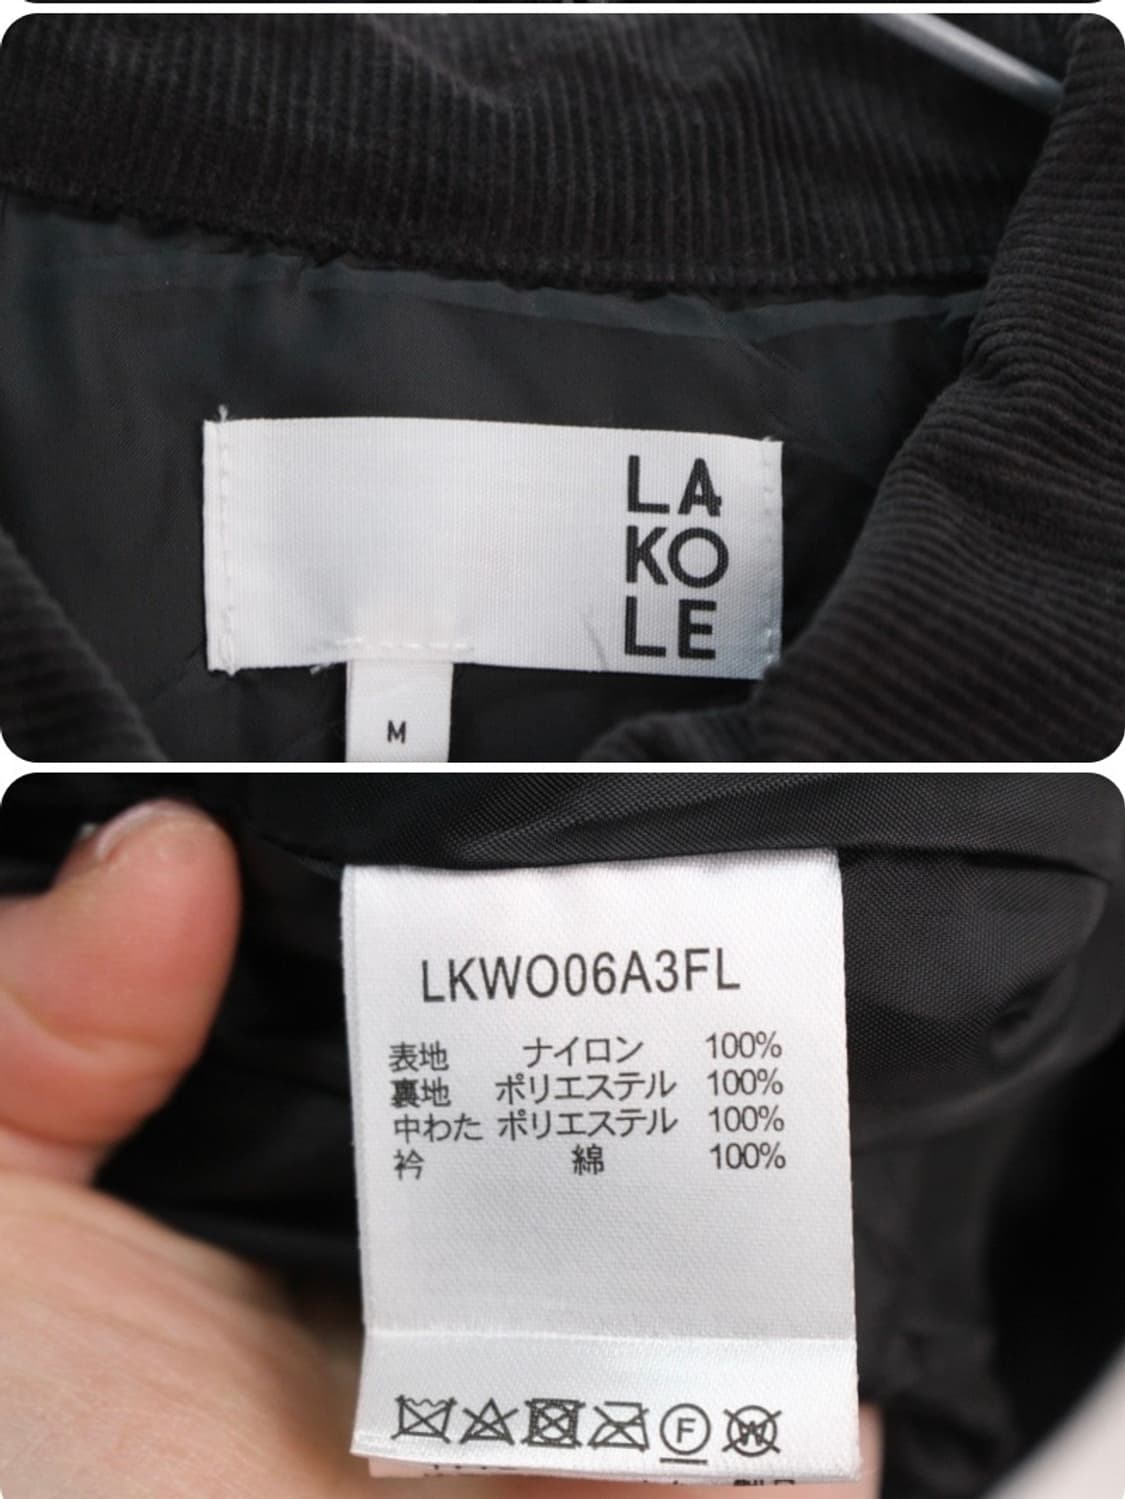 LA
KO
LE
M
LKWO06A3FL
表地 ナイロン 100%
裏地 ポリエステル 100%
中わた ポリエステル 100%
衿 綿 100%
F
W